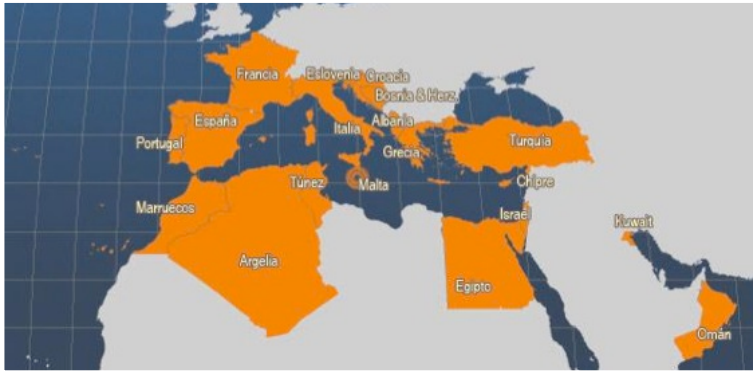 Francia
Eslovenia
Croacia
Bosnia & Herz.
España
Italia
Albania
Portugal
Grecia
Turquía
Túnez
Malta
Chipre
Marruecos
Israel
Kuwait
Argelia
Egipto
Omán